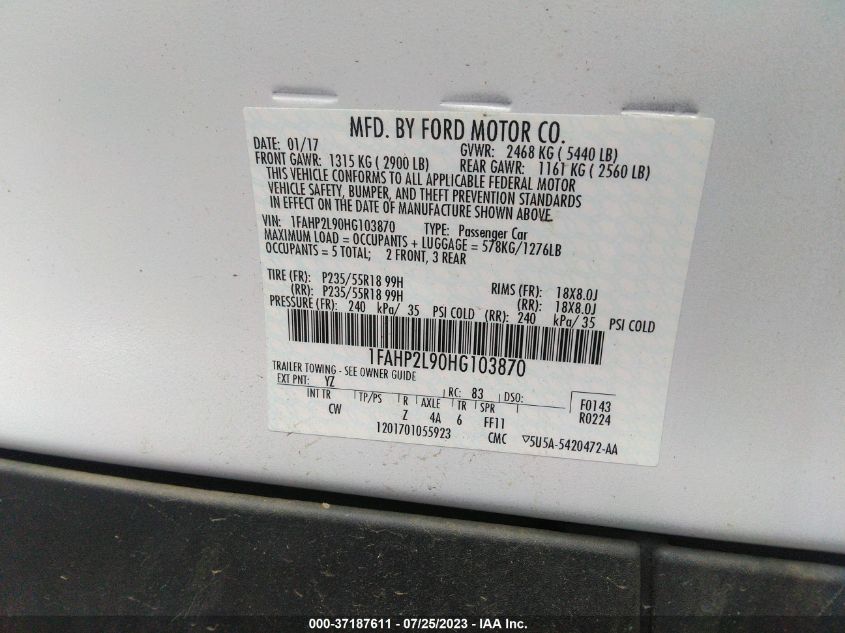 MFD. BY FORD MOTOR CO.
DATE: 01/17 GVWR: 2468 KG ( 5440 LB)
FRONT GAWR: 1315 KG ( 2900 LB) REAR GAWR: 1161 KG ( 2560 LB)
THIS VEHICLE CONFORMS TO ALL APPLICABLE FEDERAL MOTOR
VEHICLE SAFETY, BUMPER, AND THEFT PREVENTION STANDARDS
IN EFFECT ON THE DATE OF MANUFACTURE SHOWN ABOVE.
VIN: 1FAHP2L90HG103870 TYPE: Passenger Car
MAXIMUM LOAD = OCCUPANTS + LUGGAGE = 578KG/1276LB
OCCUPANTS = 5 TOTAL; 2 FRONT, 3 REAR
TIRE (FR): P235/55R18 99H RIMS (FR): 18X8.0J
(RR): P235/55R18 99H (RR): 18X8.0J
PRESSURE (FR): 240 kPa/ 35 PSI COLD (RR): 240 kPa/ 35 PSI COLD
1FAHP2L90HG103870
TRAILER TOWING - SEE OWNER GUIDE
EXT PNT: YZ RC: 83 DSO: F0143
INT TR TP/PS R AXLE TR SPR R0224
CW Z 4A 6 FF11
1201701055923 CMC ▽5U5A-5420472-AA
000-37187611 - 07/25/2023 - IAA Inc.